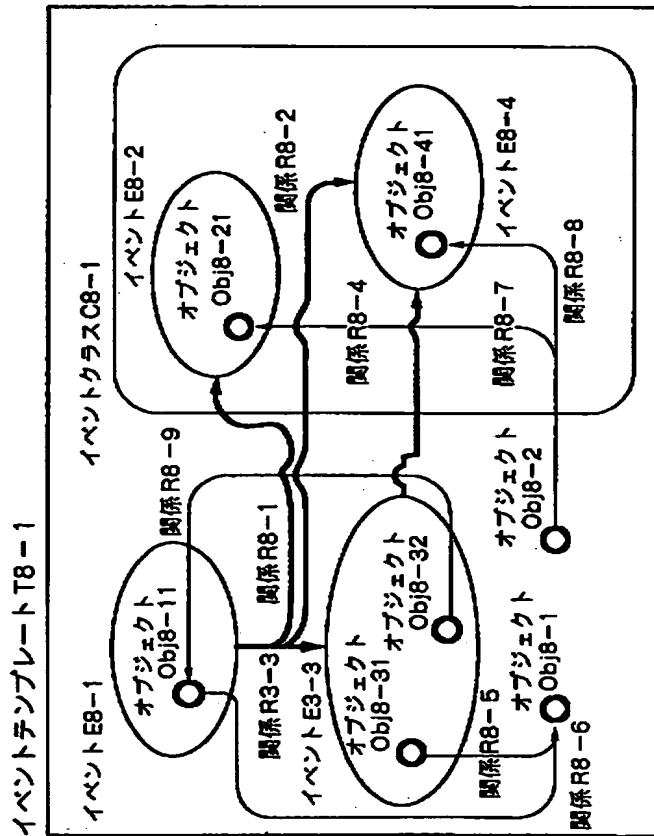 イベントテンプレートT8-1
イベントクラスC8-1
イベントE8-1
オブジェクト
Obj8-11
関係R8-9
イベントE8-2
オブジェクト
Obj8-21
関係R8-1
関係R8-2
関係R3-3
イベントE3-3
オブジェクト
Obj8-31
オブジェクト
Obj8-32
関係R8-4
オブジェクト
Obj8-41
イベントE8-4
関係R8-5
関係R8-6
オブジェクト
Obj8-1
オブジェクト
Obj8-2
関係R8-7
関係R8-8